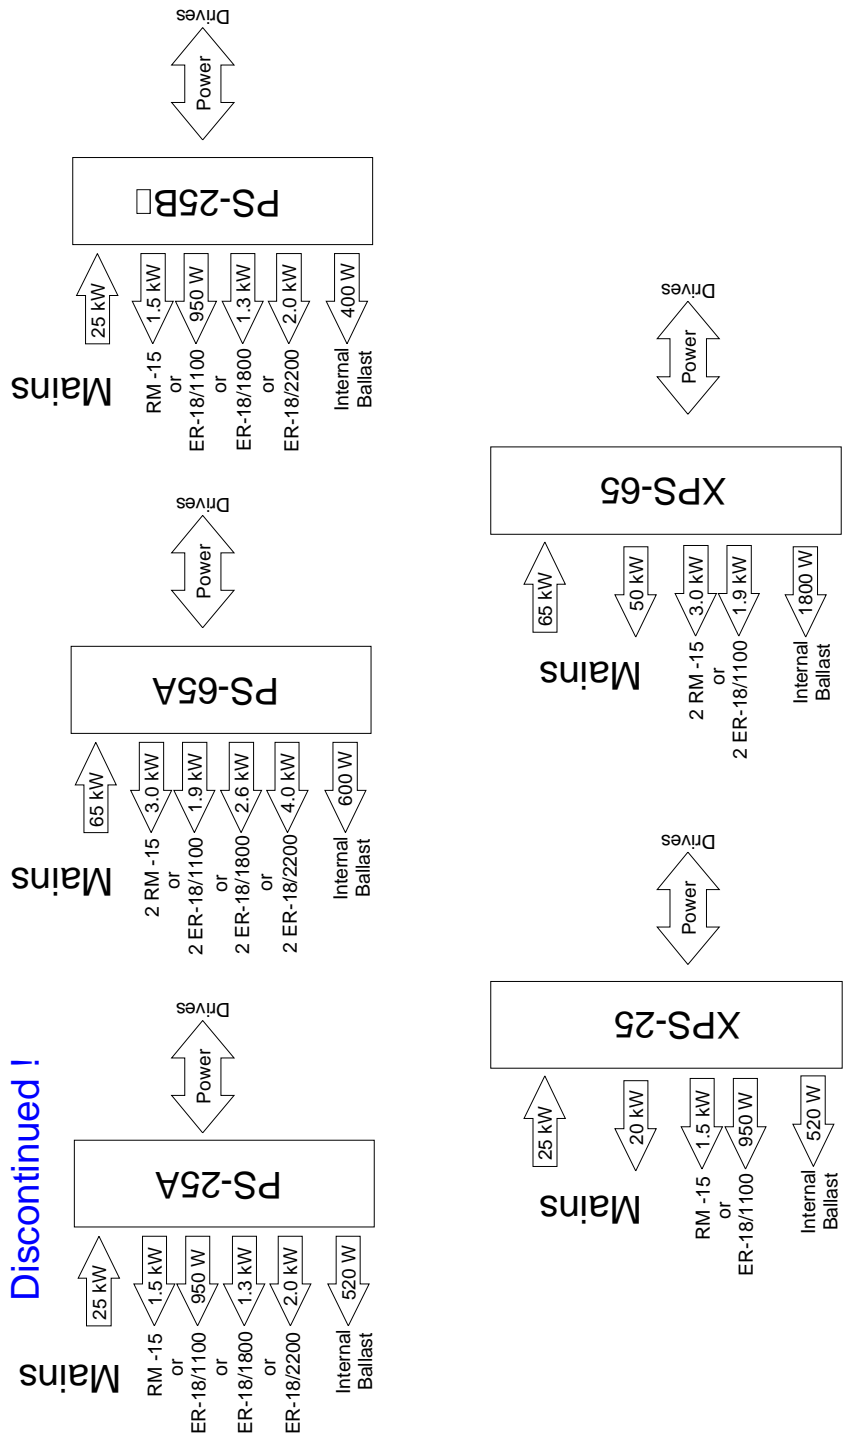 Discontinued !
Mains
25 kW
RM -15
1.5 kW
or
ER-18/1100
950 W
or
ER-18/1800
1.3 kW
or
ER-18/2200
2.0 kW
Internal
Ballast
520 W
PS-25A
Power
Drives
Mains
65 kW
2 RM -15
3.0 kW
or
2 ER-18/1100
1.9 kW
or
2 ER-18/1800
2.6 kW
or
2 ER-18/2200
4.0 kW
Internal
Ballast
600 W
PS-65A
Power
Drives
Mains
25 kW
RM -15
1.5 kW
or
ER-18/1100
950 W
or
ER-18/1800
1.3 kW
or
ER-18/2200
2.0 kW
Internal
Ballast
400 W
PS-25B
Power
Drives
Mains
25 kW
20 kW
RM -15
1.5 kW
or
ER-18/1100
950 W
Internal
Ballast
520 W
XPS-25
Power
Drives
Mains
65 kW
50 kW
2 RM -15
3.0 kW
or
2 ER-18/1100
1.9 kW
Internal
Ballast
1800 W
XPS-65
Power
Drives